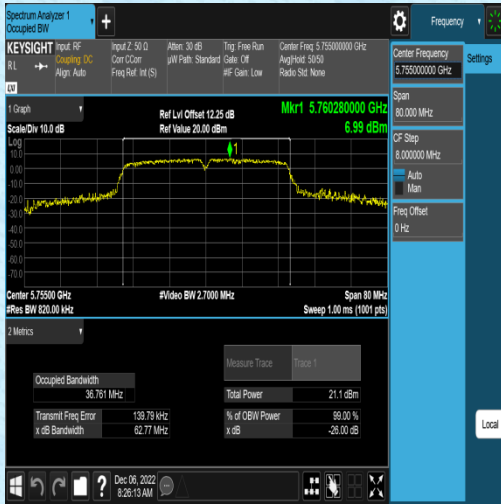 Spectrum Analyzer 1
Occupied BW
Frequency
KEYSIGHT
RL
Input: RF
Coupling: DC
Align: Auto
Input Z: 50 Ω
Corr CCorr
Freq Ref: Int (S)
Atten: 30 dB
µW Path: Standard
Trig: Free Run
Gate: Off
#IF Gain: Low
Center Freq: 5.755000000 GHz
Avg|Hold: 50/50
Radio Std: None
LXI
Settings
Center Frequency
5.755000000 GHz
Span
80.000 MHz
CF Step
8.000000 MHz
Auto
Man
Freq Offset
0 Hz
Local
1 Graph
Scale/Div 10.0 dB
Ref Lvl Offset 12.25 dB
Ref Value 20.00 dBm
Mkr1 5.760280000 GHz
6.99 dBm
Log
10.0
0.00
-10.0
-20.0
-30.0
-40.0
-50.0
-60.0
-70.0
1
Center 5.75500 GHz
#Res BW 820.00 kHz
#Video BW 2.7000 MHz
Span 80 MHz
Sweep 1.00 ms (1001 pts)
2 Metrics
Measure Trace
Trace 1
Occupied Bandwidth
36.761 MHz
Total Power
21.1 dBm
Transmit Freq Error
139.79 kHz
% of OBW Power
99.00 %
x dB Bandwidth
62.77 MHz
x dB
-26.00 dB
?
Dec 06, 2022
8:26:13 AM